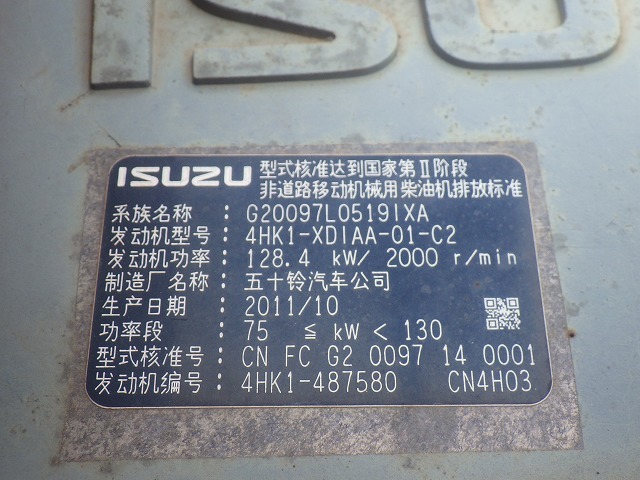 ISUZU
ISUZU 型式核准达到国家第Ⅱ阶段
非道路移动机械用柴油机排放标准
系族名称 : G20097L0519IXA
发动机型号: 4HK1-XDIAA-01-C2
发动机功率: 128.4 kW/ 2000 r/min
制造厂名称: 五十铃汽车公司
生产日期 : 2011/10
功率段 : 75 ≦ kW < 130
型式核准号: CN FC G2 0097 14 0001
发动机编号: 4HK1-487580 CN4H03